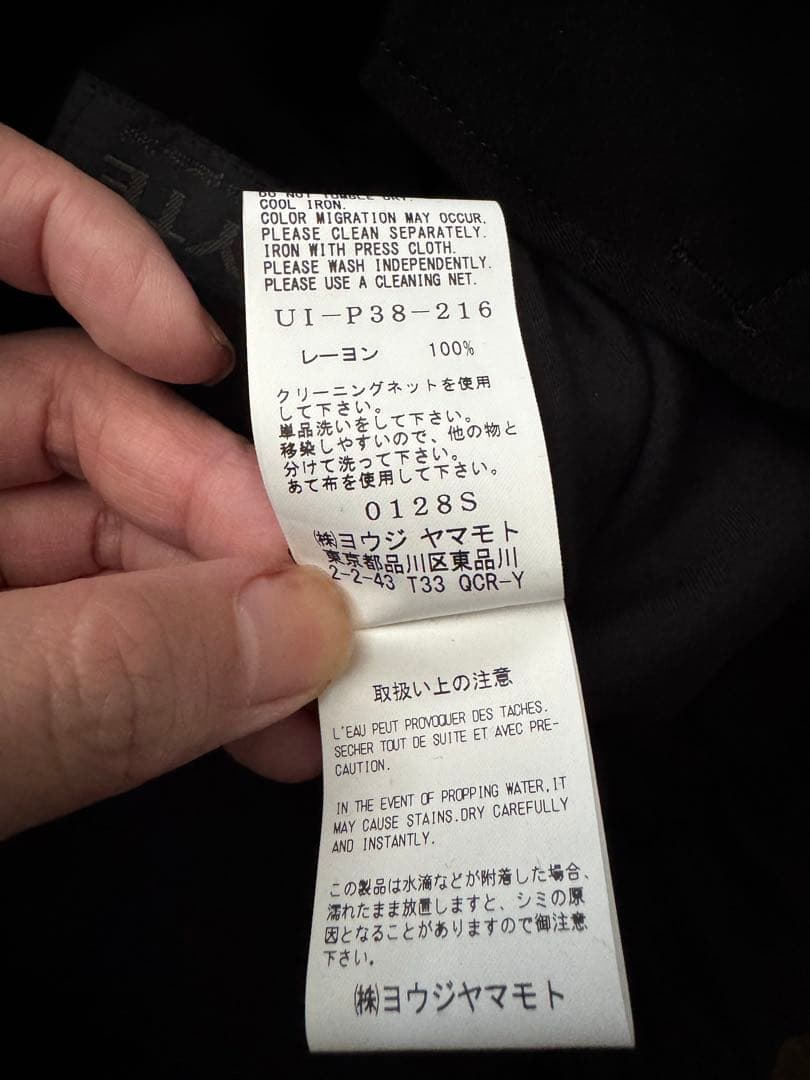 DO NOT TUMBLE DRY.
COOL IRON.
COLOR MIGRATION MAY OCCUR.
PLEASE CLEAN SEPARATELY.
IRON WITH PRESS CLOTH.
PLEASE WASH INDEPENDENTLY.
PLEASE USE A CLEANING NET.
UI-P38-216
レーヨン 100%
クリーニングネットを使用
して下さい。
単品洗いをして下さい。
移染しやすいので、他の物と
分けて洗って下さい。
あて布を使用して下さい。
0128S
㈱ヨウジ ヤマモト
東京都品川区東品川
2-2-43 T33 QCR-Y
取扱い上の注意
L'EAU PEUT PROVOQUER DES TACHES.
SECHER TOUT DE SUITE ET AVEC PRE-
CAUTION.
IN THE EVENT OF PROPPING WATER,IT
MAY CAUSE STAINS.DRY CAREFULLY
AND INSTANTLY.
この製品は水滴などが附着した場合、
濡れたまま放置しますと、シミの原
因となることがありますので御注意
下さい。
㈱ヨウジヤマモト